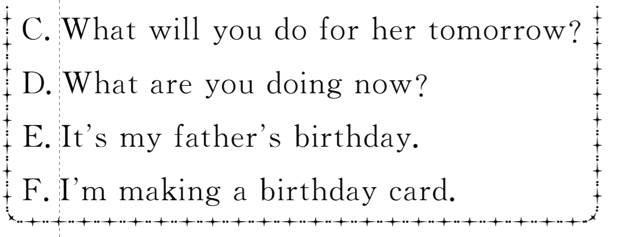 C. What will you do for her tomorrow?
D. What are you doing now?
E. It's my father's birthday.
F. I'm making a birthday card.